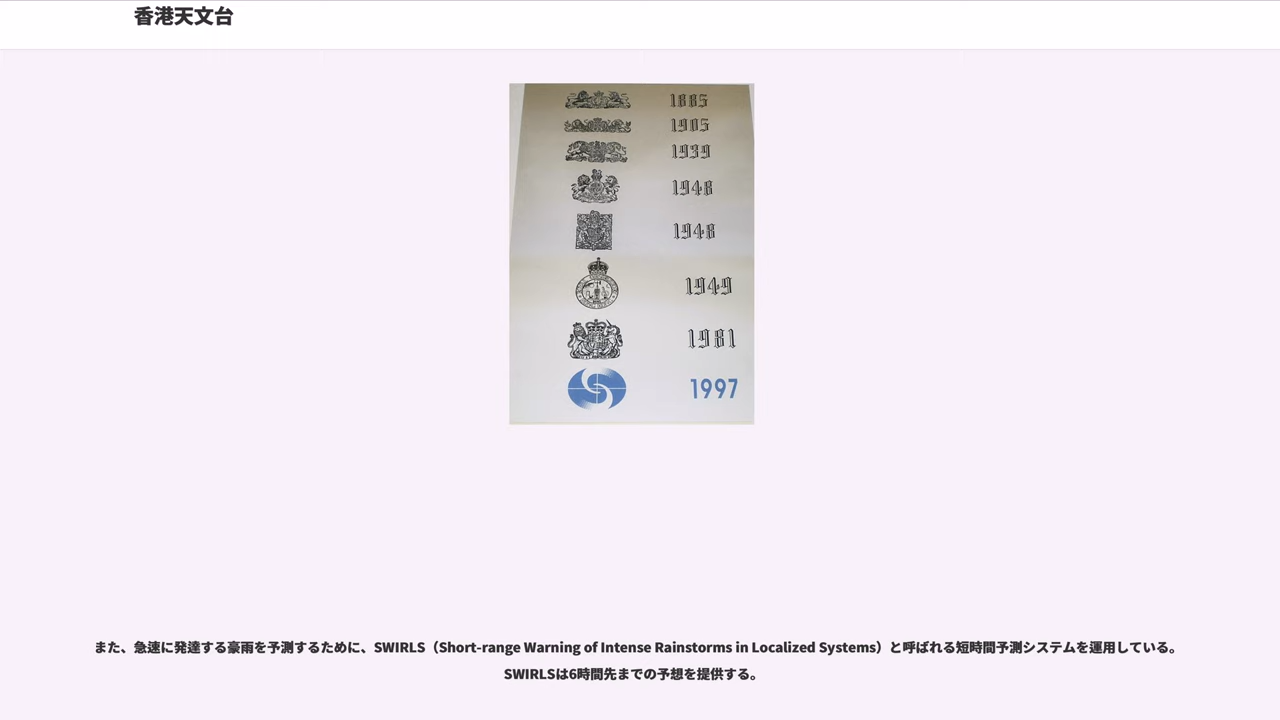 香港天文台
1885
1905
1939
1948
1948
1949
1981
1997
また、急速に発達する豪雨を予測するために、SWIRLS（Short-range Warning of Intense Rainstorms in Localized Systems）と呼ばれる短時間予測システムを運用している。
SWIRLSは6時間先までの予想を提供する。